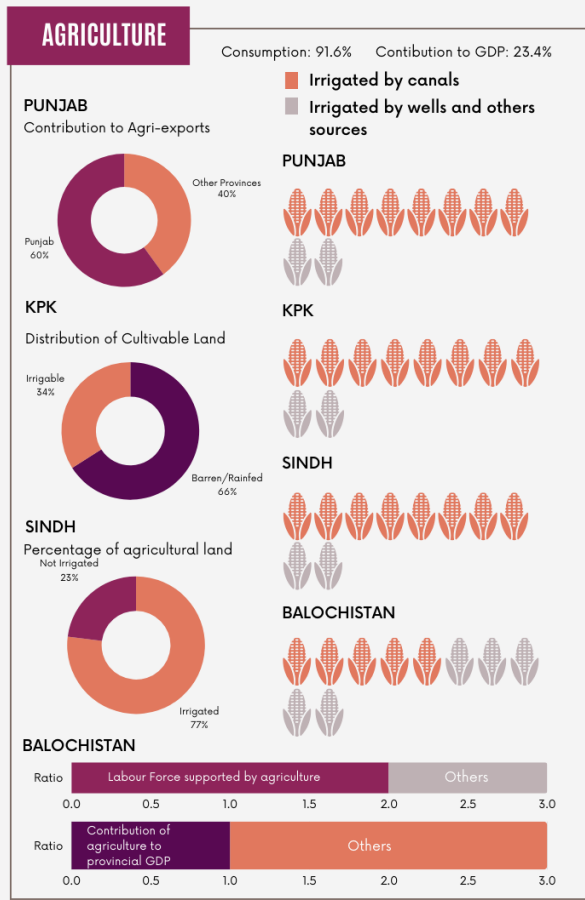 AGRICULTURE
Consumption: 91.6% Contibution to GDP: 23.4%
Irrigated by canals
Irrigated by wells and others
sources
PUNJAB
Contribution to Agri-exports
Other Provinces
40%
Punjab
60%
KPK
Distribution of Cultivable Land
Irrigable
34%
Barren/Rainfed
66%
SINDH
Percentage of agricultural land
Not Irrigated
23%
Irrigated
77%
PUNJAB
KPK
SINDH
BALOCHISTAN
BALOCHISTAN
Ratio Labour Force supported by agriculture Others
0.0 0.5 1.0 1.5 2.0 2.5 3.0
Contribution of
agriculture to
provincial GDP
Ratio Others
0.0 0.5 1.0 1.5 2.0 2.5 3.0